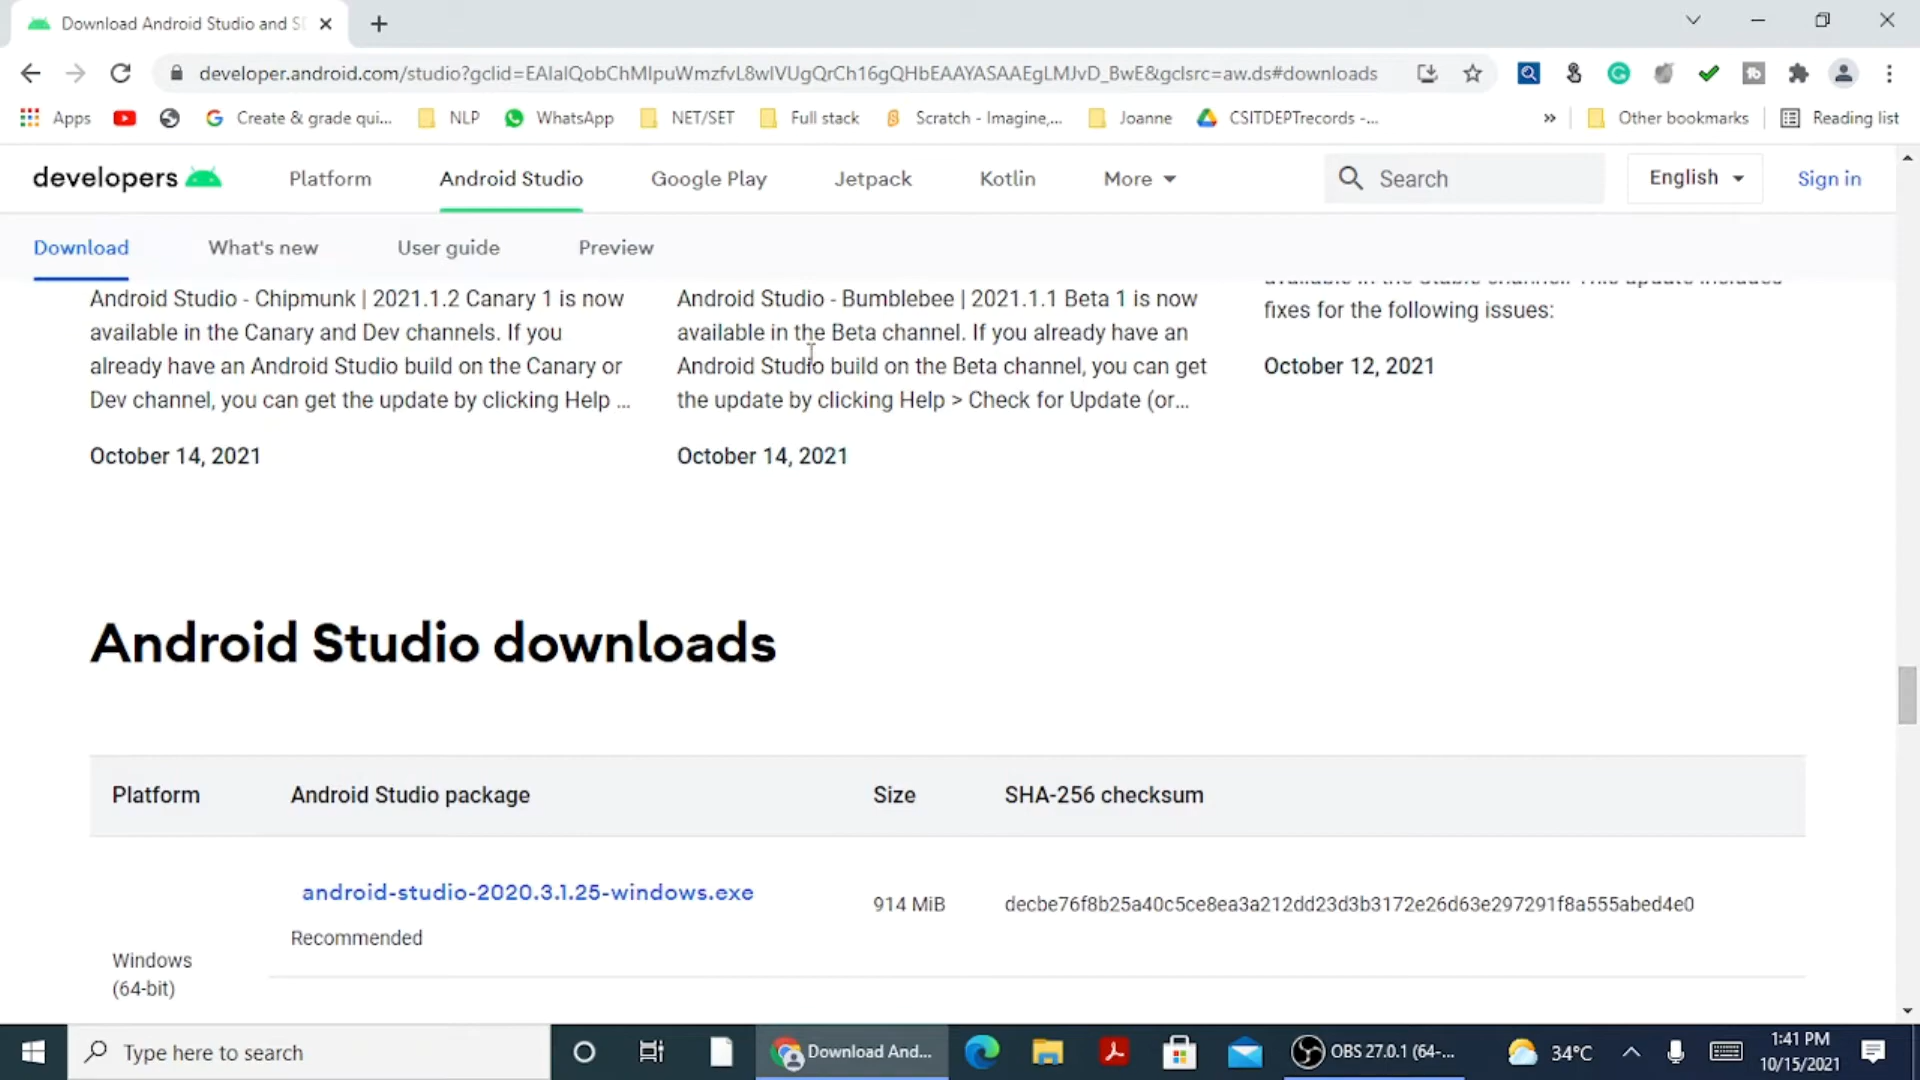 Download Android Studio and S
developer.android.com/studio?gclid=EAIaIQobChMIpuWmzfvL8wIVUgQrCh16gQHbEAAYASAAEgLMJvD_BwE&gclsrc=aw.ds#downloads
Apps
Create & grade qui...
NLP
WhatsApp
NET/SET
Full stack
Scratch - Imagine,...
Joanne
CSITDEPTrecords -...
»
Other bookmarks
Reading list
developers
Platform
Android Studio
Google Play
Jetpack
Kotlin
More
Search
English
Sign in
Download
What's new
User guide
Preview
Android Studio - Chipmunk | 2021.1.2 Canary 1 is now
available in the Canary and Dev channels. If you
already have an Android Studio build on the Canary or
Dev channel, you can get the update by clicking Help ...
October 14, 2021
Android Studio - Bumblebee | 2021.1.1 Beta 1 is now
available in the Beta channel. If you already have an
Android Studio build on the Beta channel, you can get
the update by clicking Help > Check for Update (or...
October 14, 2021
available in the Stable channel. This update included
fixes for the following issues:
October 12, 2021
Android Studio downloads
Platform
Android Studio package
Size
SHA-256 checksum
Windows
(64-bit)
android-studio-2020.3.1.25-windows.exe
Recommended
914 MiB
decbe76f8b25a40c5ce8ea3a212dd23d3b3172e26d63e297291f8a555abed4e0
Type here to search
Download And...
OBS 27.0.1 (64-...
34°C
1:41 PM
10/15/2021